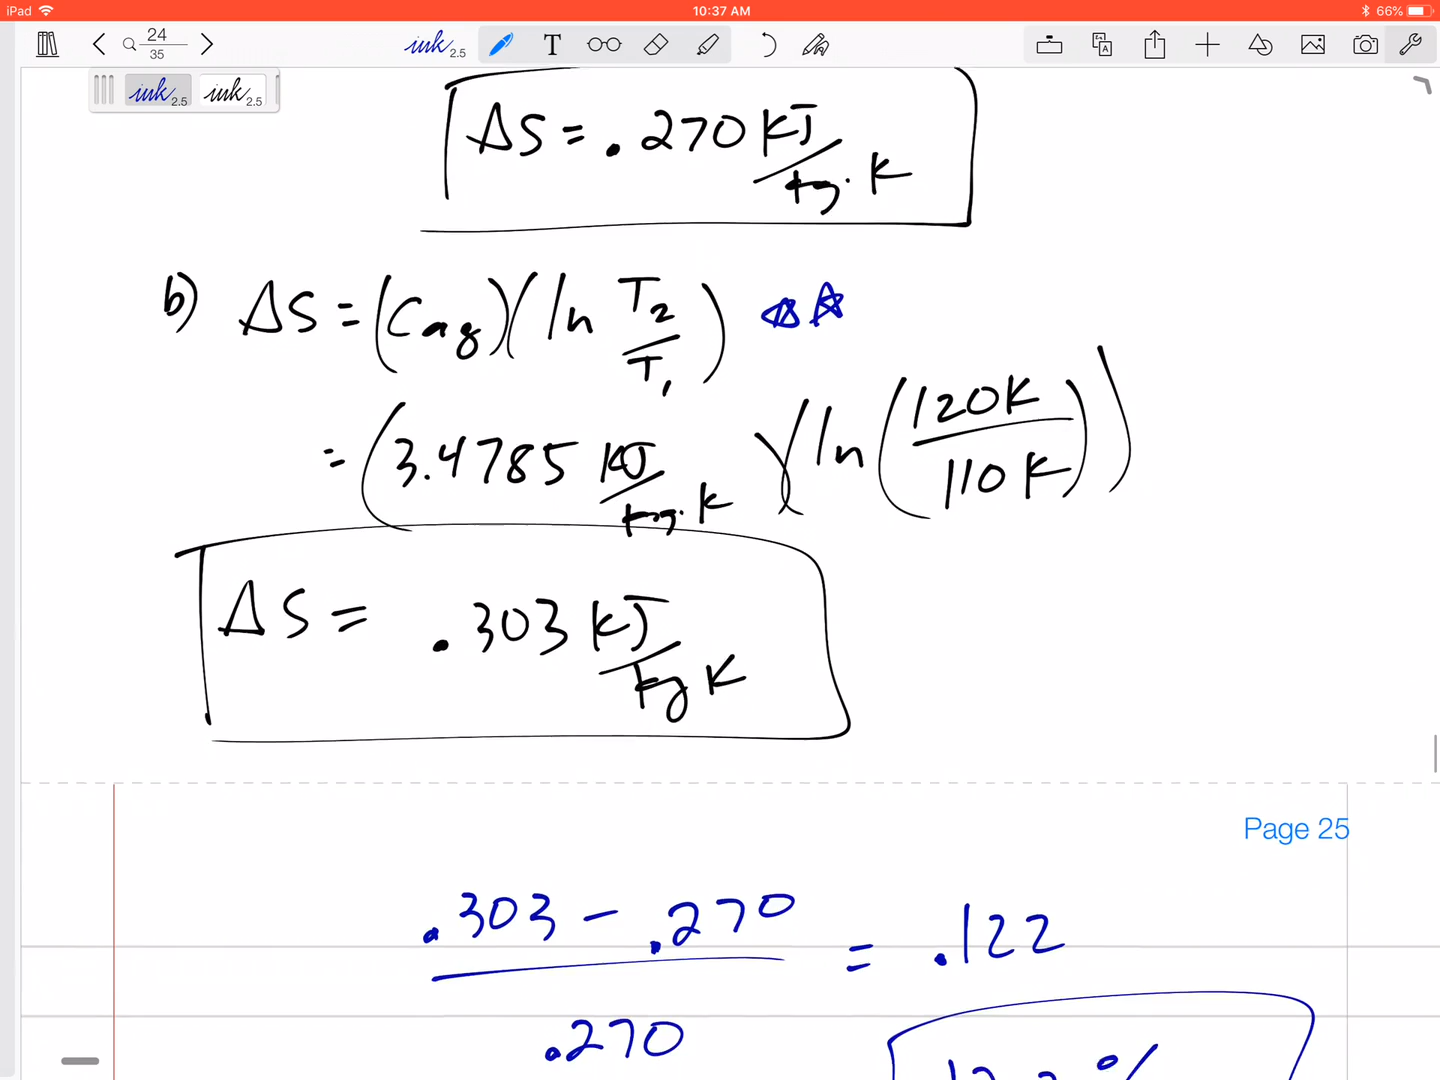 iPad 10:37 AM 66%
24
35
ink 2.5 T
ink 2.5 ink 2.5
ΔS = .270 KJ/kg·K
b) ΔS = (Cag)(ln T2/T1)
= (3.4785 KJ/kg·K)(ln(120K/110K))
ΔS = .303 KJ/kg K
Page 25
.303 - .270 = .122
.270